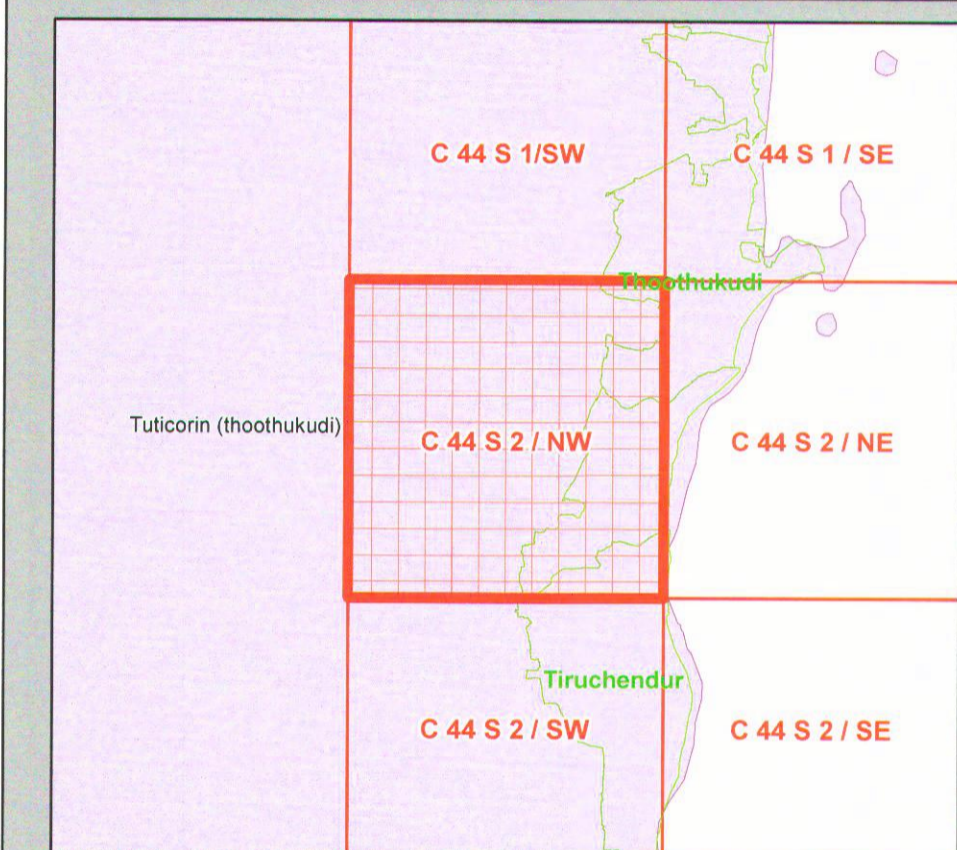 C 44 S 1/SW
C 44 S 1 / SE
Thoothukudi
Tuticorin (thoothukudi)
C 44 S 2 / NW
C 44 S 2 / NE
Tiruchendur
C 44 S 2 / SW
C 44 S 2 / SE